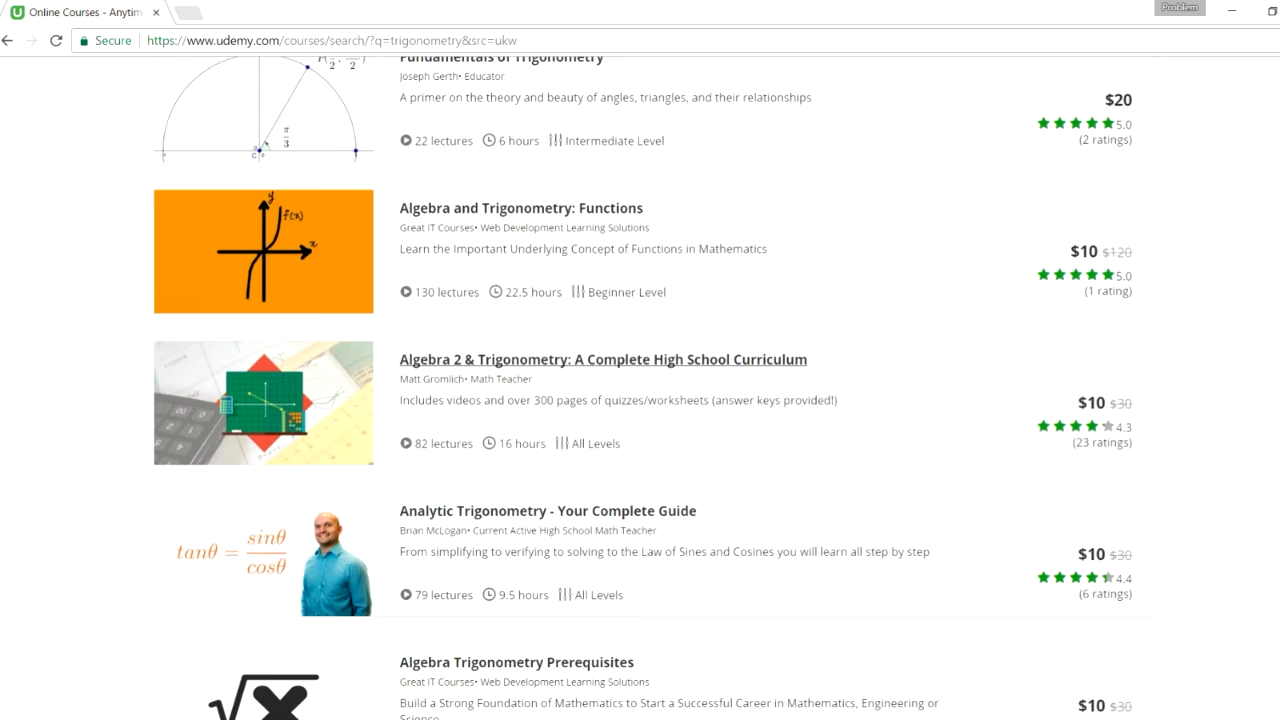 Online Courses - Anytim
Problem
Secure
https://www.udemy.com/courses/search/?q=trigonometry&src=ukw
Fundamentals of Trigonometry
Joseph Gerth• Educator
A primer on the theory and beauty of angles, triangles, and their relationships
$20
5.0
(2 ratings)
22 lectures
6 hours
Intermediate Level
π
3
C
y
f(x)
x
Algebra and Trigonometry: Functions
Great IT Courses• Web Development Learning Solutions
Learn the Important Underlying Concept of Functions in Mathematics
$10 $120
5.0
(1 rating)
130 lectures
22.5 hours
Beginner Level
Algebra 2 & Trigonometry: A Complete High School Curriculum
Matt Gromlich• Math Teacher
Includes videos and over 300 pages of quizzes/worksheets (answer keys provided!)
$10 $30
4.3
(23 ratings)
82 lectures
16 hours
All Levels
Analytic Trigonometry - Your Complete Guide
Brian McLogan• Current Active High School Math Teacher
From simplifying to verifying to solving to the Law of Sines and Cosines you will learn all step by step
$10 $30
4.4
(6 ratings)
79 lectures
9.5 hours
All Levels
tanθ = sinθ
cosθ
Algebra Trigonometry Prerequisites
Great IT Courses• Web Development Learning Solutions
Build a Strong Foundation of Mathematics to Start a Successful Career in Mathematics, Engineering or
Science
$10 $30
√x